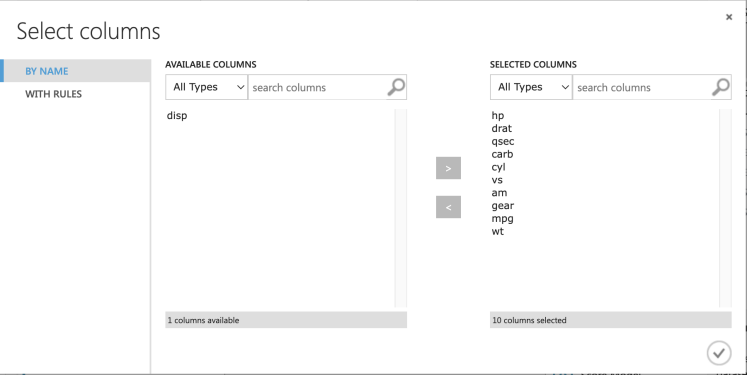 Select columns
BY NAME
WITH RULES
AVAILABLE COLUMNS
All Types
search columns
disp
1 columns available
>
<
SELECTED COLUMNS
All Types
search columns
hp
drat
qsec
carb
cyl
vs
am
gear
mpg
wt
10 columns selected